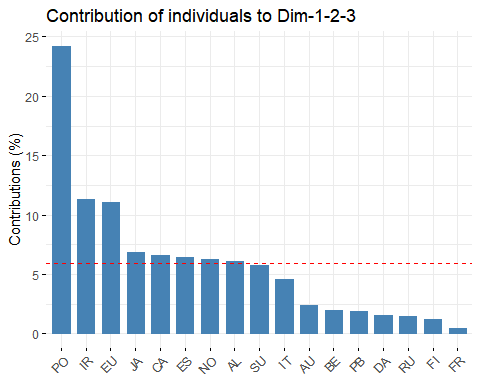 Contribution of individuals to Dim-1-2-3
Contributions (%)
25
20
15
10
5
0
PO IR EU JA CA ES NO AL SU IT AU BE PB DA RU FI FR